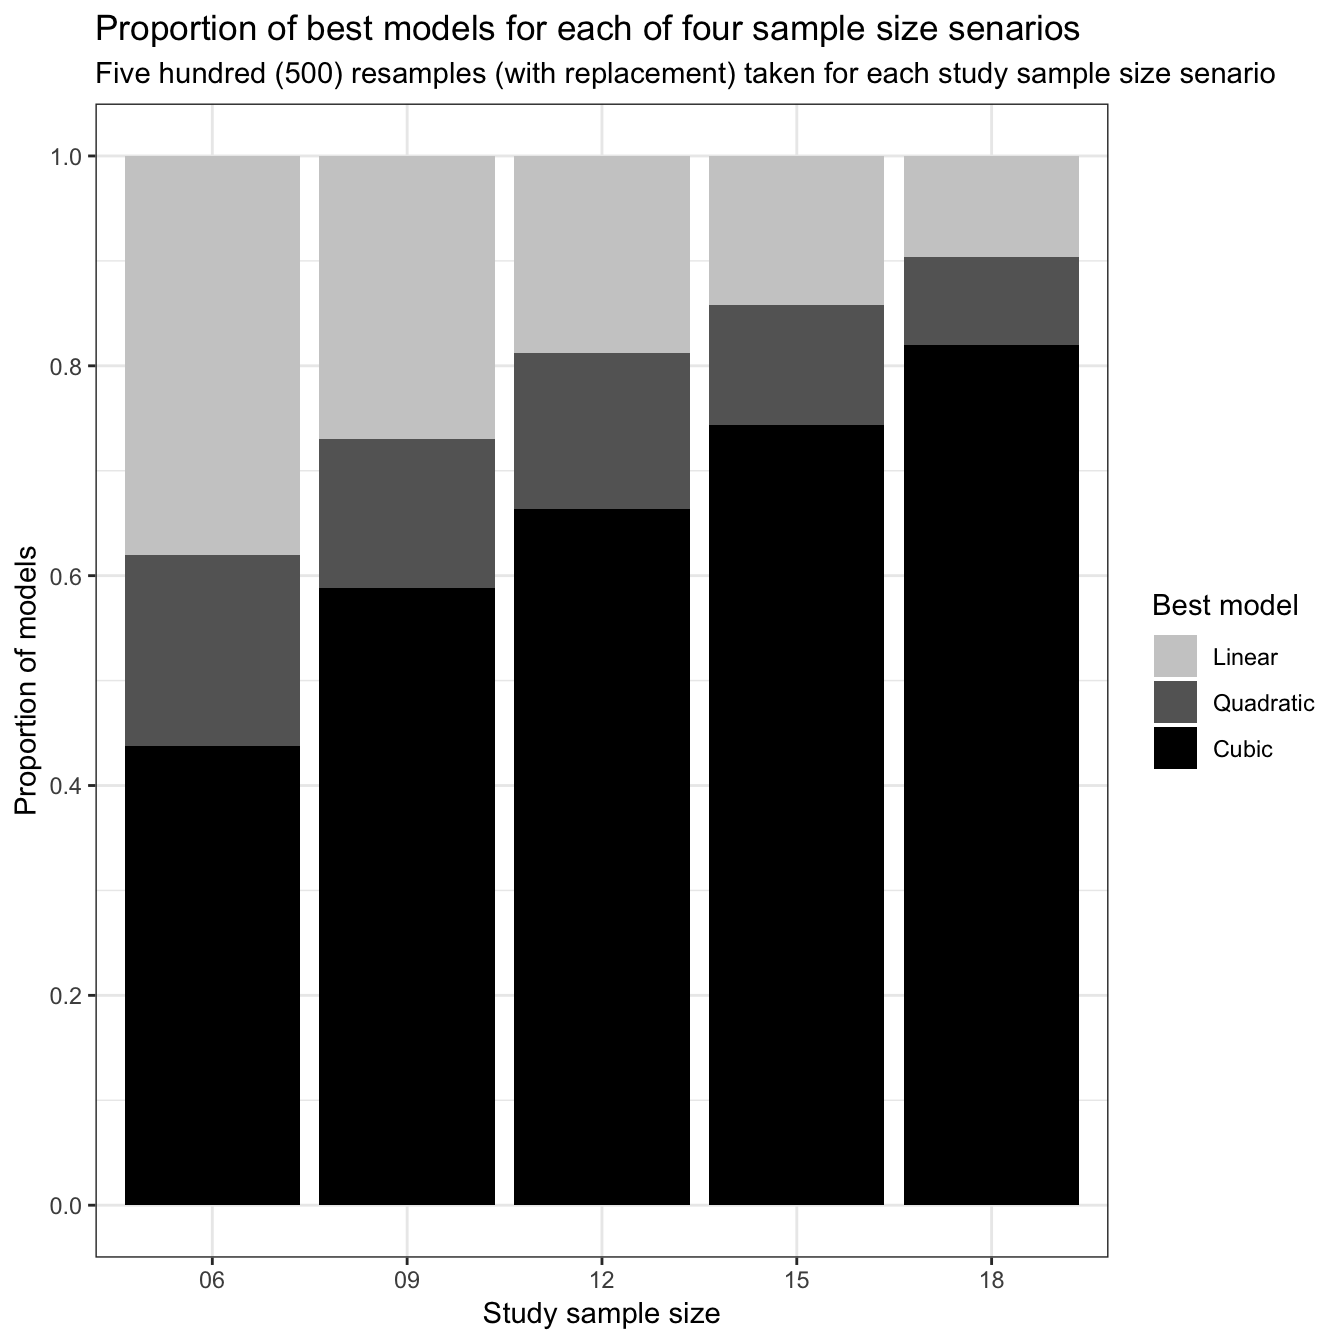 Proportion of best models for each of four sample size senarios
Five hundred (500) resamples (with replacement) taken for each study sample size senario
Proportion of models
1.0
0.8
0.6
0.4
0.2
0.0
06 09 12 15 18
Study sample size
Best model
Linear
Quadratic
Cubic